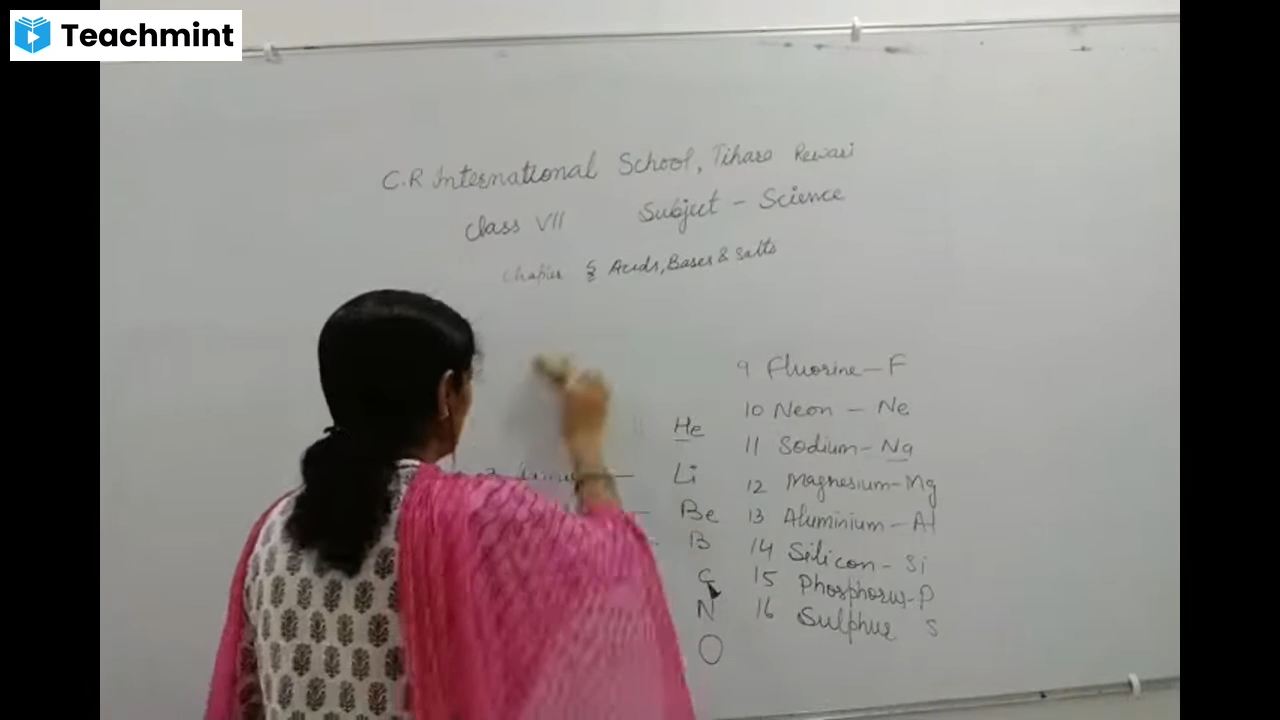 Teachmint
C.R International School, Tihara Rewari
Class VII Subject - Science
Chapter 5 Acids, Bases & Salts
He
Li
Be
B
C
N
O
9 Fluorine - F
10 Neon - Ne
11 Sodium - Na
12 Magnesium - Mg
13 Aluminium - Al
14 Silicon - Si
15 Phosphorus - P
16 Sulphur S